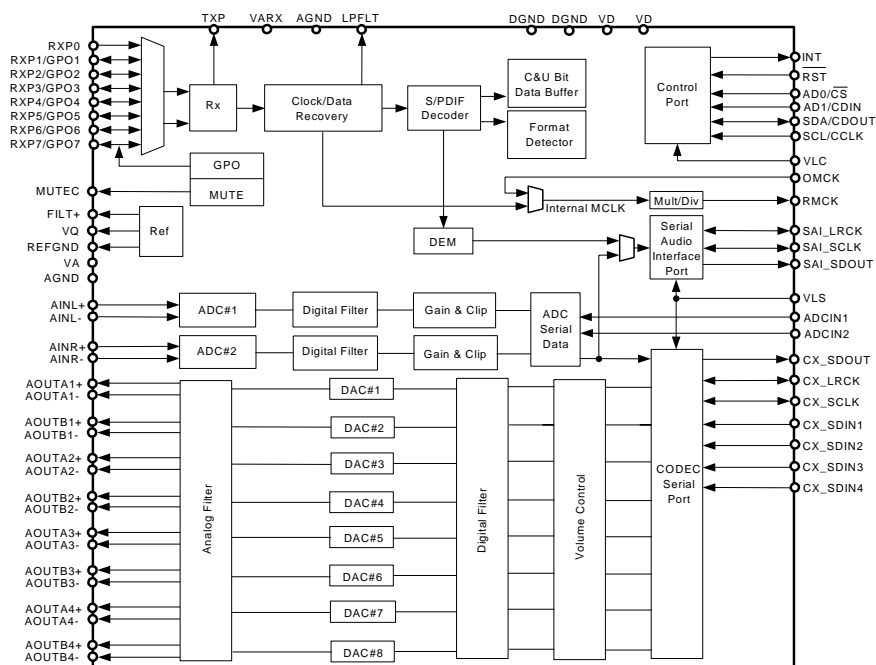 TXP VARX AGND LPFLT DGND DGND VD VD
RXP0
RXP1/GPO1
RXP2/GPO2
RXP3/GPO3
RXP4/GPO4
RXP5/GPO5
RXP6/GPO6
RXP7/GPO7
MUTEC
FILT+
VQ
REFGND
VA
AGND
AINL+
AINL-
AINR+
AINR-
AOUTA1+
AOUTA1-
AOUTB1+
AOUTB1-
AOUTA2+
AOUTA2-
AOUTB2+
AOUTB2-
AOUTA3+
AOUTA3-
AOUTB3+
AOUTB3-
AOUTA4+
AOUTA4-
AOUTB4+
AOUTB4-
Rx
Clock/Data
Recovery
S/PDIF
Decoder
C&U Bit
Data Buffer
Format
Detector
Control
Port
GPO
MUTE
Ref
Internal MCLK
Mult/Div
DEM
Serial
Audio
Interface
Port
ADC#1
Digital Filter
Gain & Clip
ADC
Serial
Data
ADC#2
Digital Filter
Gain & Clip
Analog Filter
DAC#1
DAC#2
DAC#3
DAC#4
DAC#5
DAC#6
DAC#7
DAC#8
Digital Filter
Volume Control
CODEC
Serial
Port
INT
RST
AD0/CS
AD1/CDIN
SDA/CDOUT
SCL/CCLK
VLC
OMCK
RMCK
SAI_LRCK
SAI_SCLK
SAI_SDOUT
VLS
ADCIN1
ADCIN2
CX_SDOUT
CX_LRCK
CX_SCLK
CX_SDIN1
CX_SDIN2
CX_SDIN3
CX_SDIN4